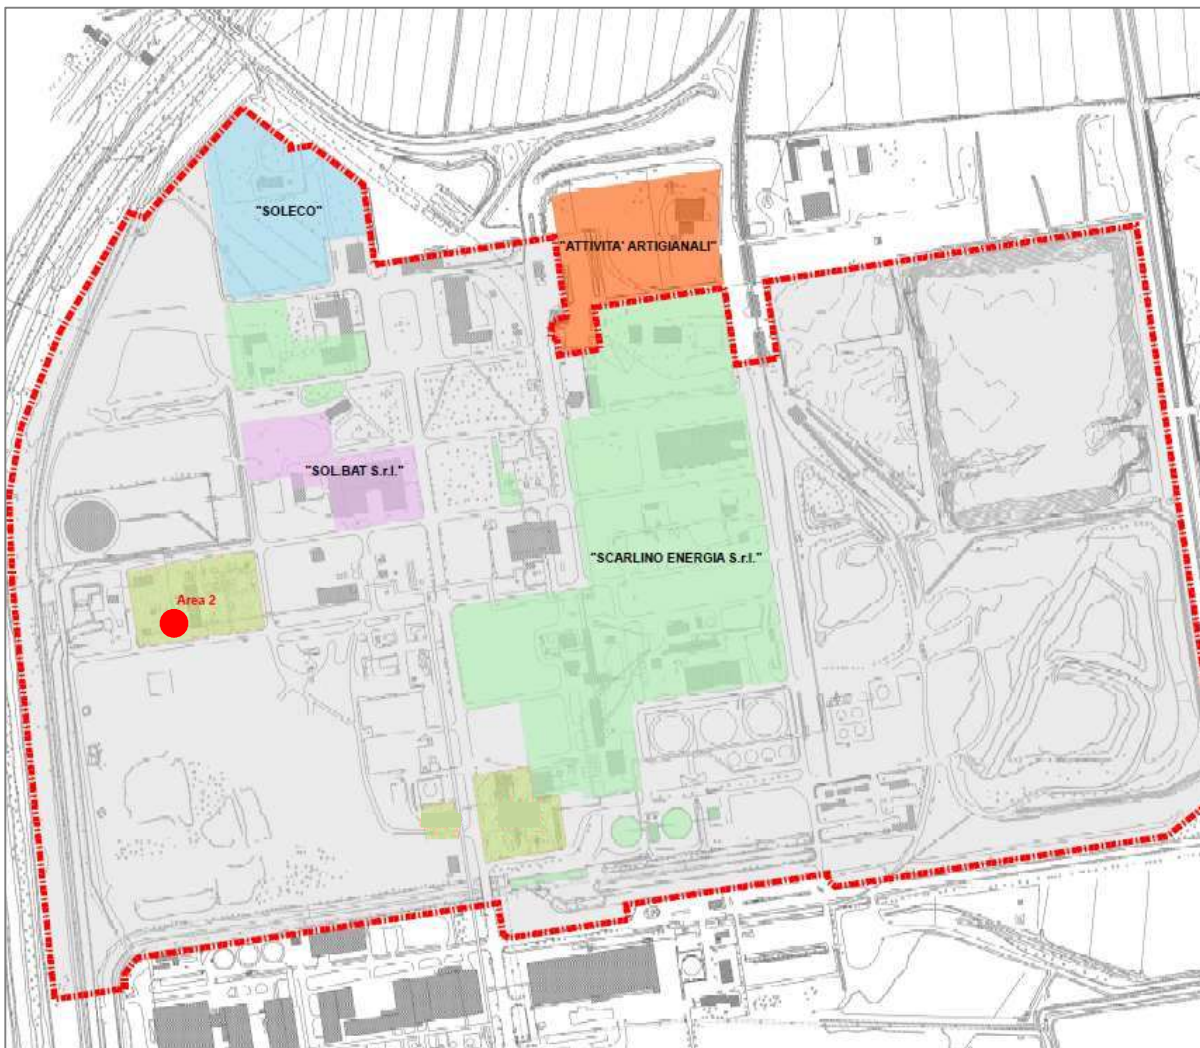 "SOLECO"
"ATTIVITA' ARTIGIANALI"
"SOL.BAT S.r.l."
"SCARLINO ENERGIA S.r.l."
Area 2